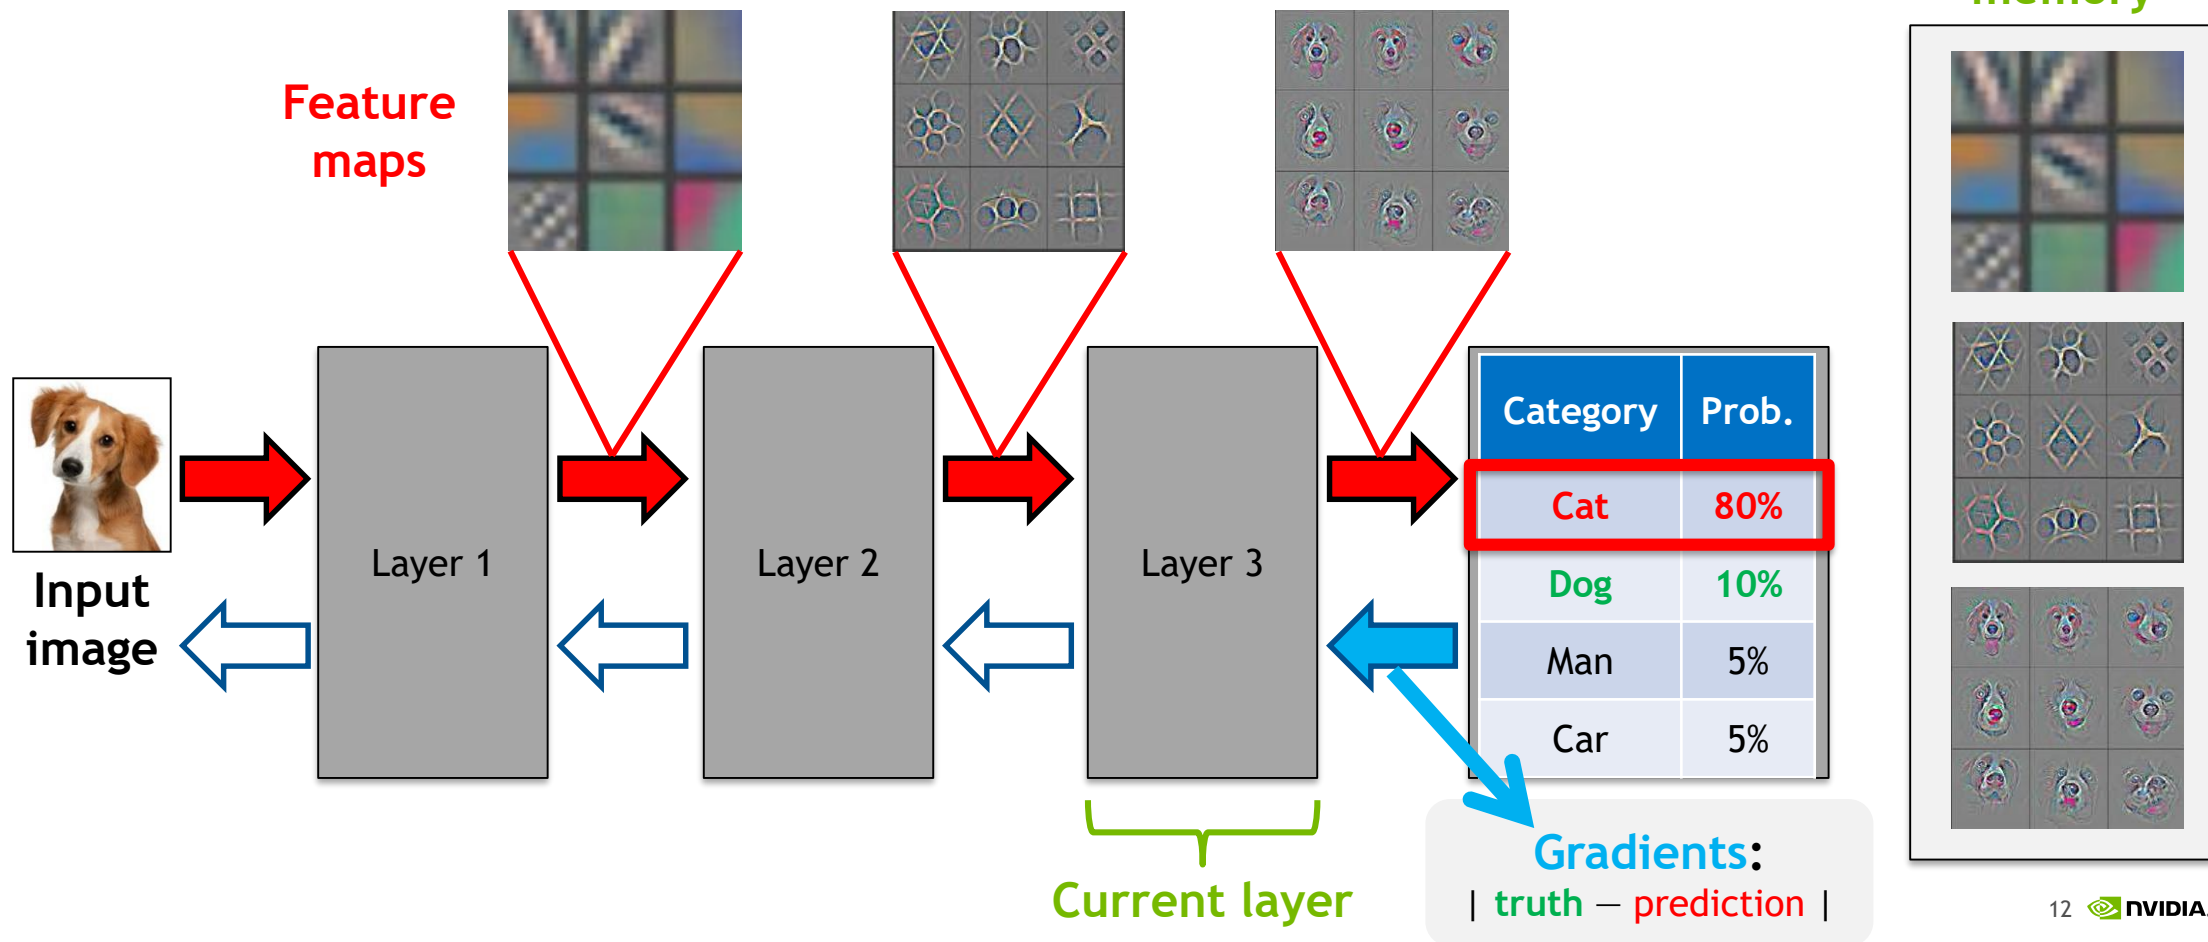 memory
Feature
maps
Input
image
Layer 1
Layer 2
Layer 3
Category Prob.
Cat 80%
Dog 10%
Man 5%
Car 5%
Current layer
Gradients:
| truth – prediction |
12 NVIDIA.